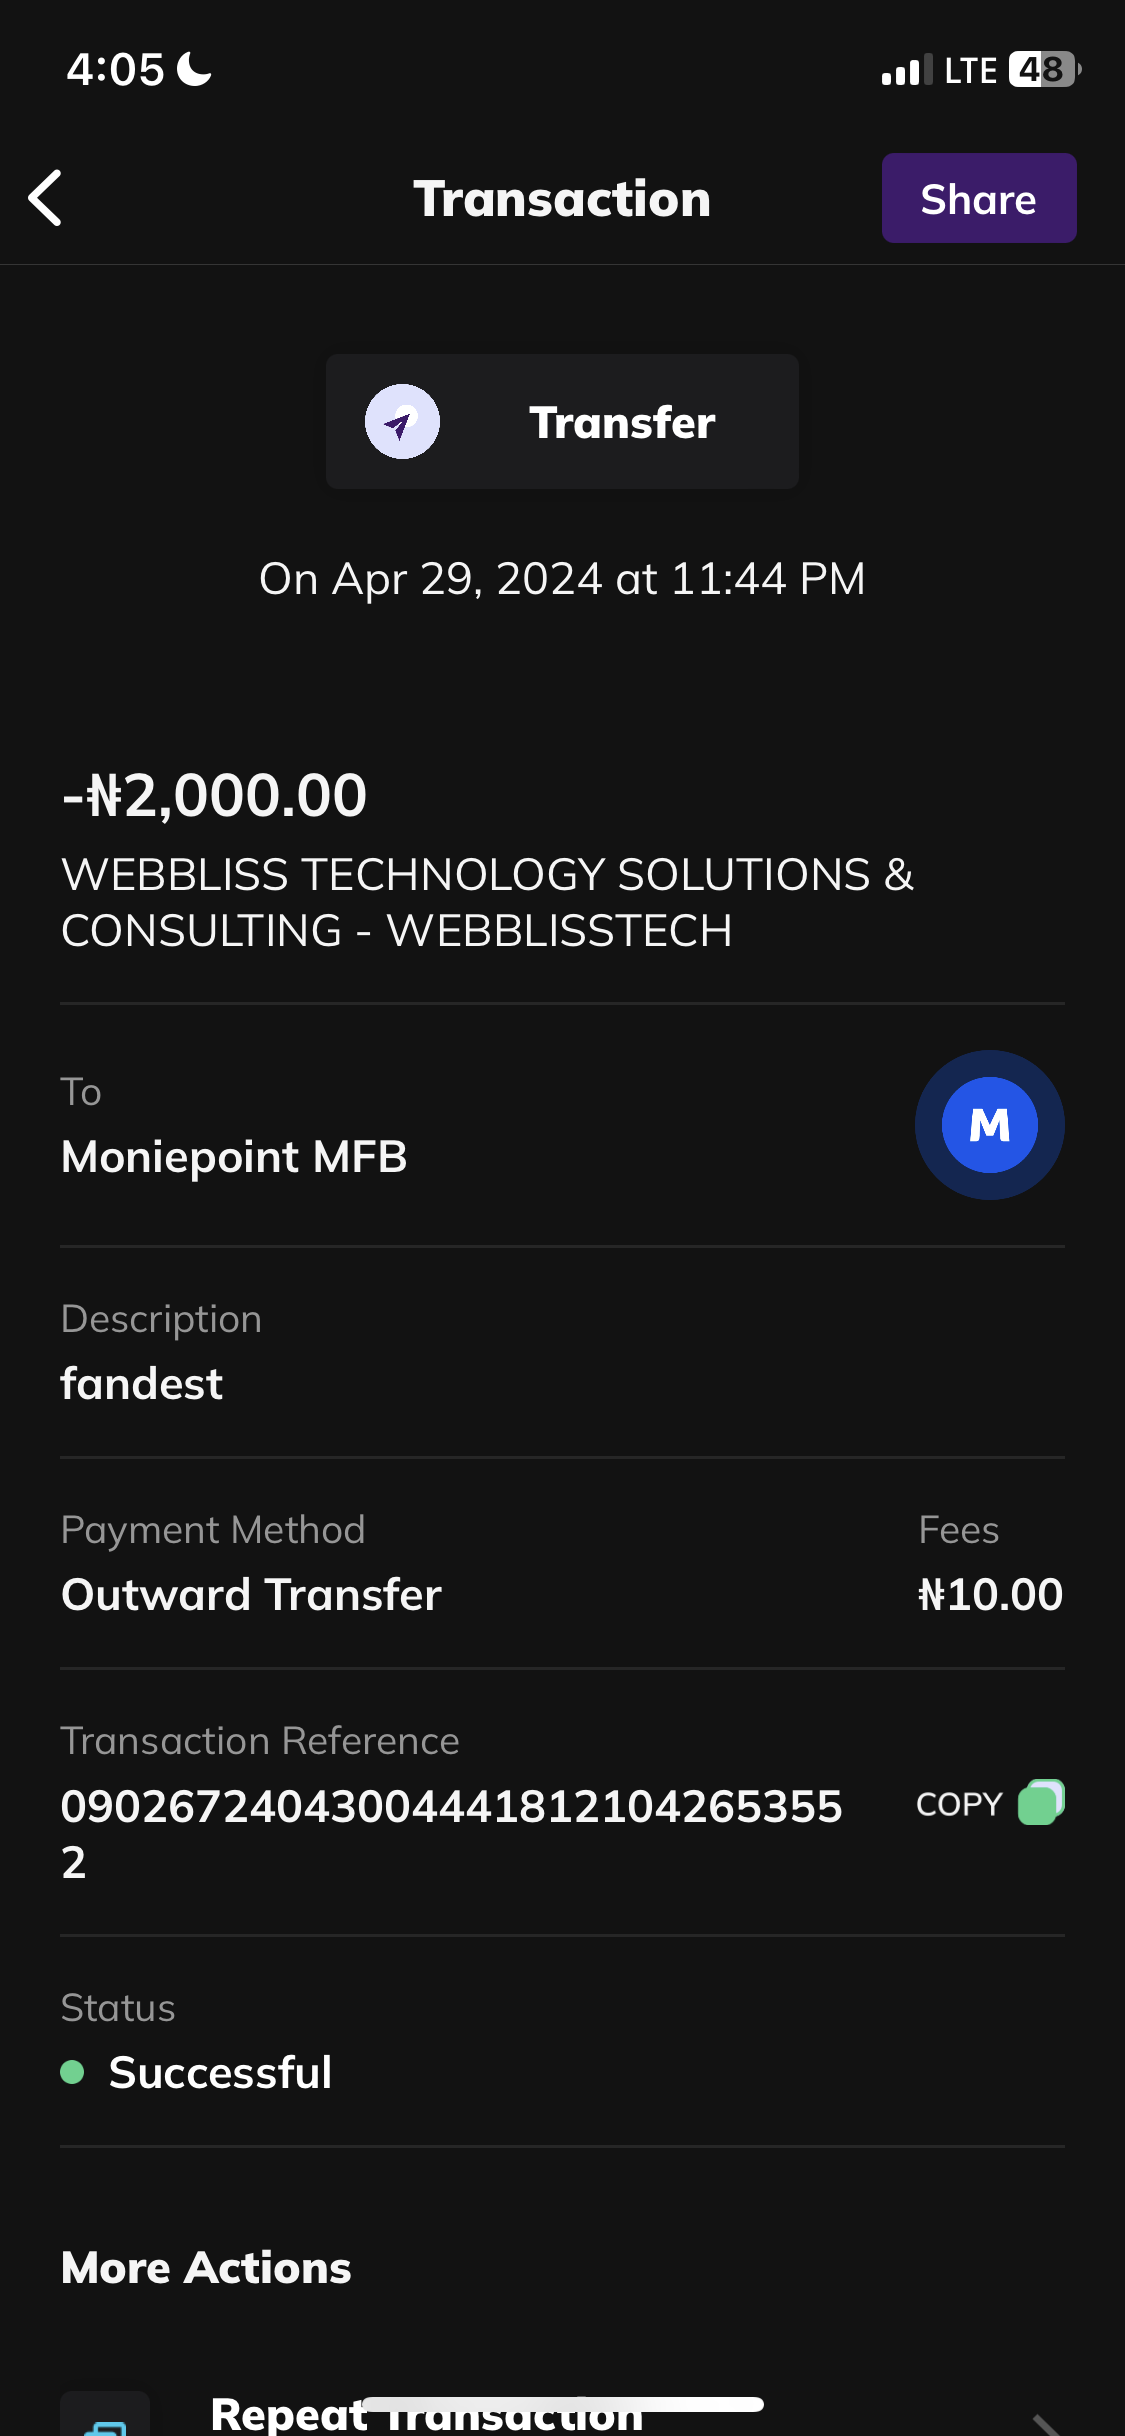 4:05
LTE 48
Transaction
Share
Transfer
On Apr 29, 2024 at 11:44 PM
-₦2,000.00
WEBBLISS TECHNOLOGY SOLUTIONS &
CONSULTING - WEBBLISSTECH
To
Moniepoint MFB
M
Description
fandest
Payment Method
Fees
Outward Transfer
₦10.00
Transaction Reference
09026724043004441812104265355
2
COPY
Status
Successful
More Actions
Repeat Transaction